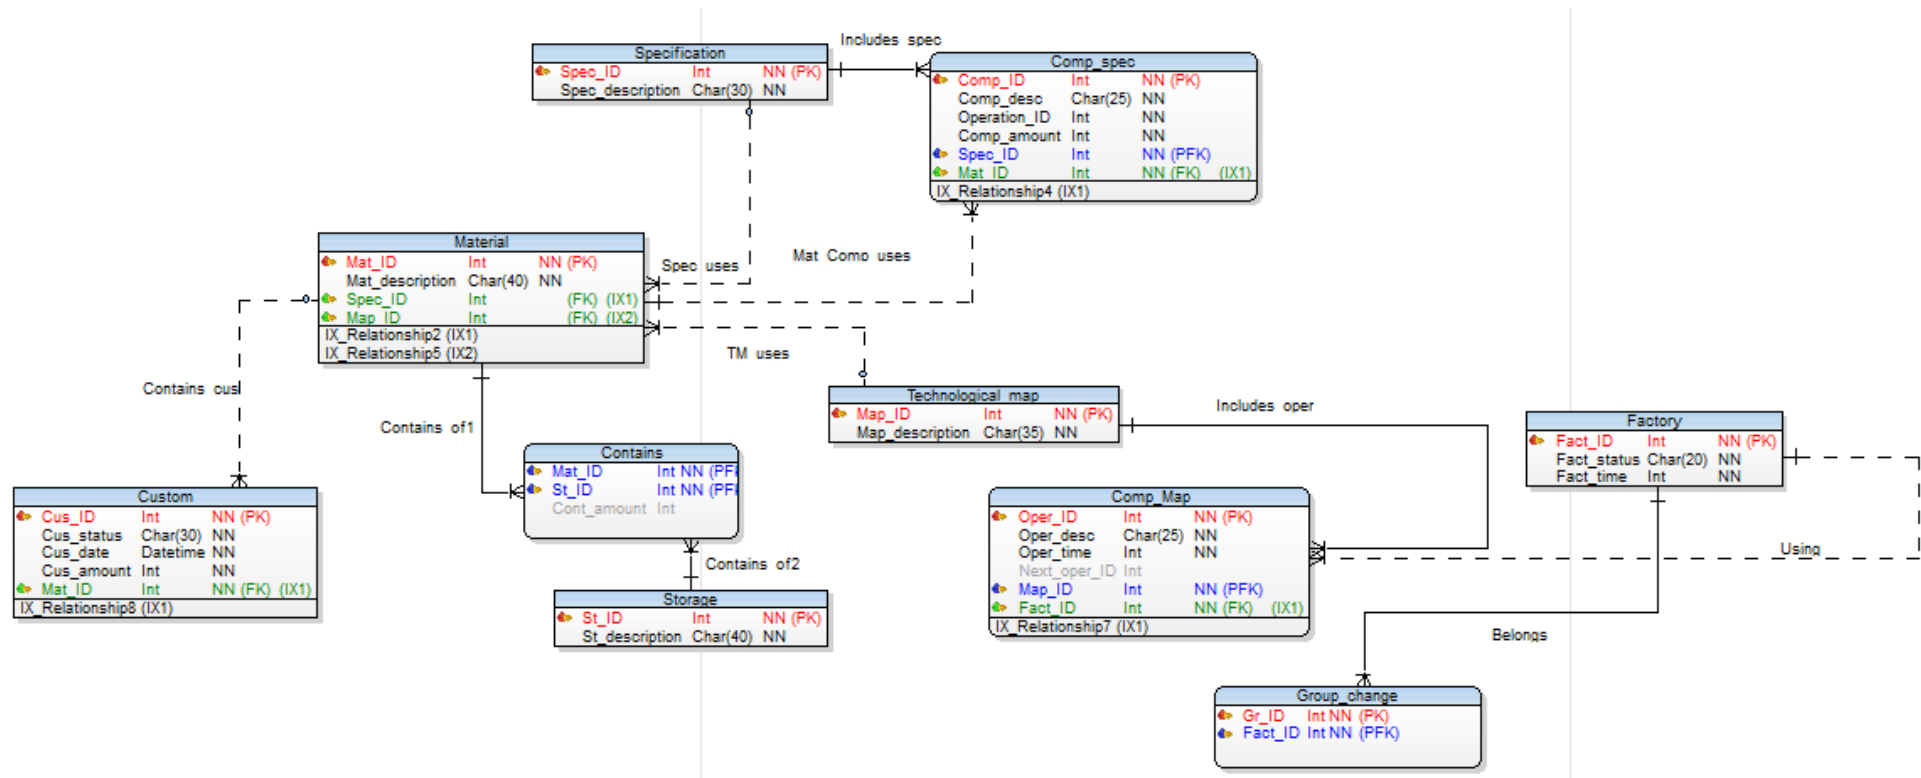 Includes spec
Specification
Spec_ID Int NN (PK)
Spec_description Char(30) NN
Comp_spec
Comp_ID Int NN (PK)
Comp_desc Char(25) NN
Operation_ID Int NN
Comp_amount Int NN
Spec_ID Int NN (PFK)
Mat_ID Int NN (FK) (IX1)
IX_Relationship4 (IX1)
Spec uses
Mat Comp uses
Material
Mat_ID Int NN (PK)
Mat_description Char(40) NN
Spec_ID Int (FK) (IX1)
Map_ID Int (FK) (IX2)
IX_Relationship2 (IX1)
IX_Relationship5 (IX2)
TM uses
Contains cus
Contains of1
Technological_map
Map_ID Int NN (PK)
Map_description Char(35) NN
Includes oper
Factory
Fact_ID Int NN (PK)
Fact_status Char(20) NN
Fact_time Int NN
Contains
Mat_ID Int NN (PFK
St_ID Int NN (PFK
Cont_amount Int
Custom
Cus_ID Int NN (PK)
Cus_status Char(30) NN
Cus_date Datetime NN
Cus_amount Int NN
Mat_ID Int NN (FK) (IX1)
IX_Relationship8 (IX1)
Contains of2
Storage
St_ID Int NN (PK)
St_description Char(40) NN
Comp_Map
Oper_ID Int NN (PK)
Oper_desc Char(25) NN
Oper_time Int NN
Next_oper_ID Int
Map_ID Int NN (PFK)
Fact_ID Int NN (FK) (IX1)
IX_Relationship7 (IX1)
Using
Belongs
Group_change
Gr_ID Int NN (PK)
Fact_ID Int NN (PFK)